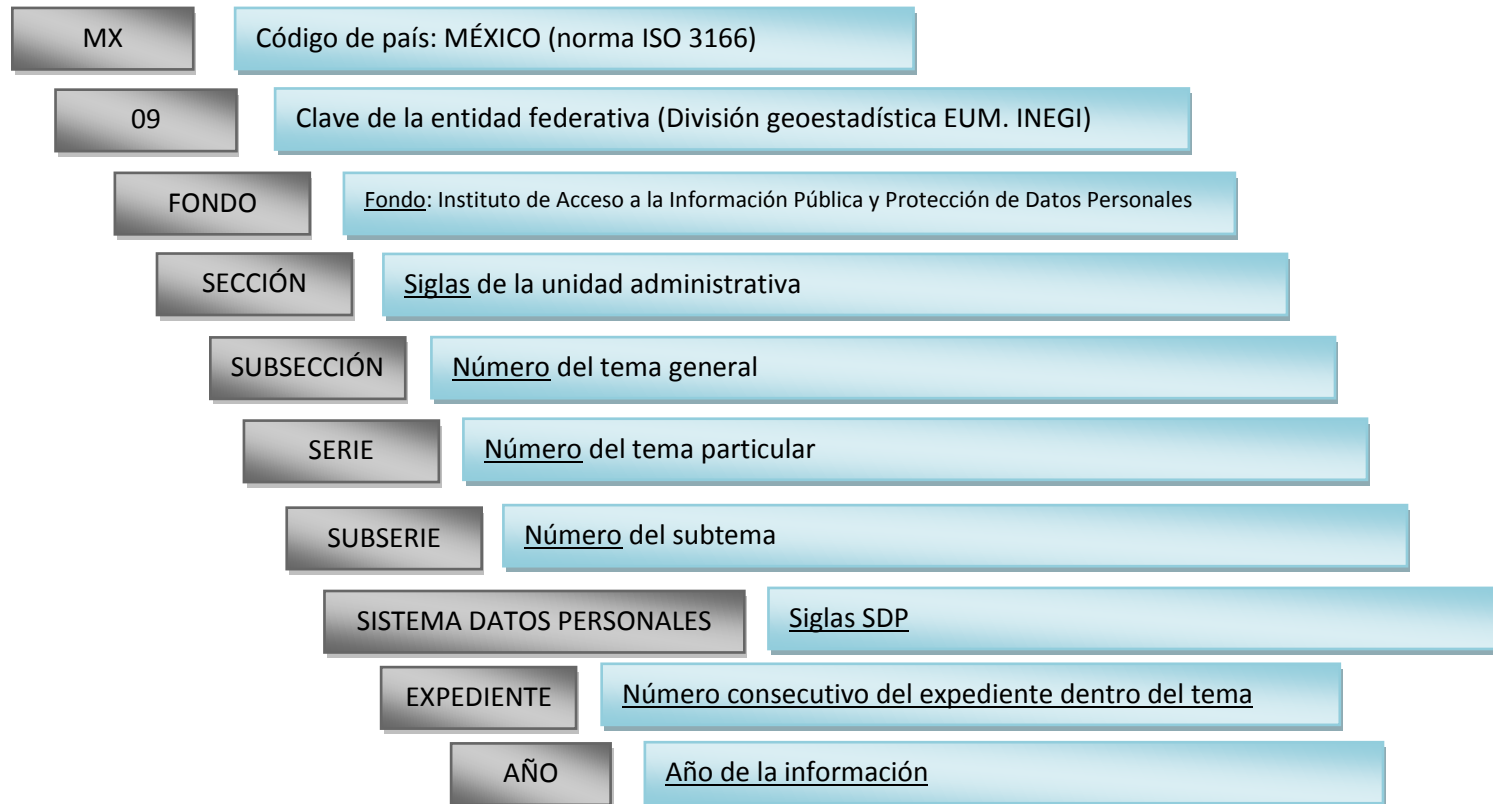 MX Código de país: MÉXICO (norma ISO 3166)
09 Clave de la entidad federativa (División geoestadística EUM. INEGI)
FONDO Fondo: Instituto de Acceso a la Información Pública y Protección de Datos Personales
SECCIÓN Siglas de la unidad administrativa
SUBSECCIÓN Número del tema general
SERIE Número del tema particular
SUBSERIE Número del subtema
SISTEMA DATOS PERSONALES Siglas SDP
EXPEDIENTE Número consecutivo del expediente dentro del tema
AÑO Año de la información